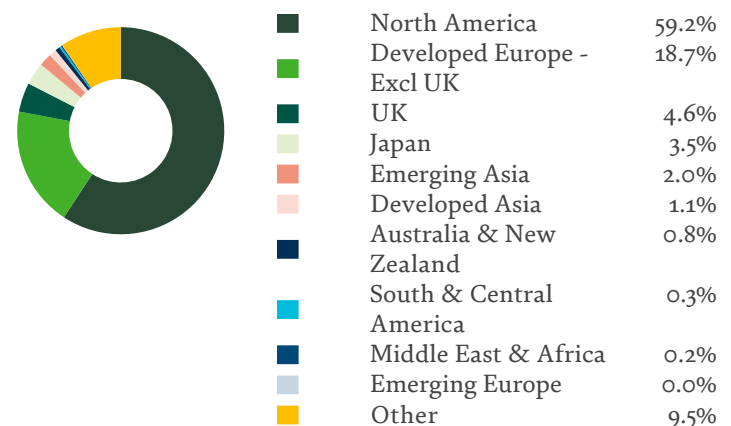 North America 59.2%
Developed Europe - 18.7%
Excl UK
UK 4.6%
Japan 3.5%
Emerging Asia 2.0%
Developed Asia 1.1%
Australia & New 0.8%
Zealand
South & Central 0.3%
America
Middle East & Africa 0.2%
Emerging Europe 0.0%
Other 9.5%